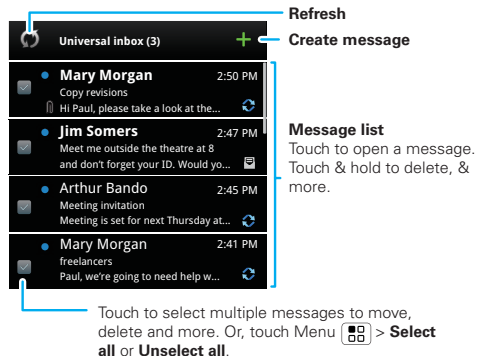 Refresh
Universal inbox (3)
Create message
Mary Morgan 2:50 PM
Copy revisions
Hi Paul, please take a look at the...
Jim Somers 2:47 PM
Meet me outside the theatre at 8
and don't forget your ID. Would yo...
Arthur Bando 2:45 PM
Meeting invitation
Meeting is set for next Thursday at...
Mary Morgan 2:41 PM
freelancers
Paul, we're going to need help w...
Message list
Touch to open a message.
Touch & hold to delete, &
more.
Touch to select multiple messages to move,
delete and more. Or, touch Menu > Select
all or Unselect all.